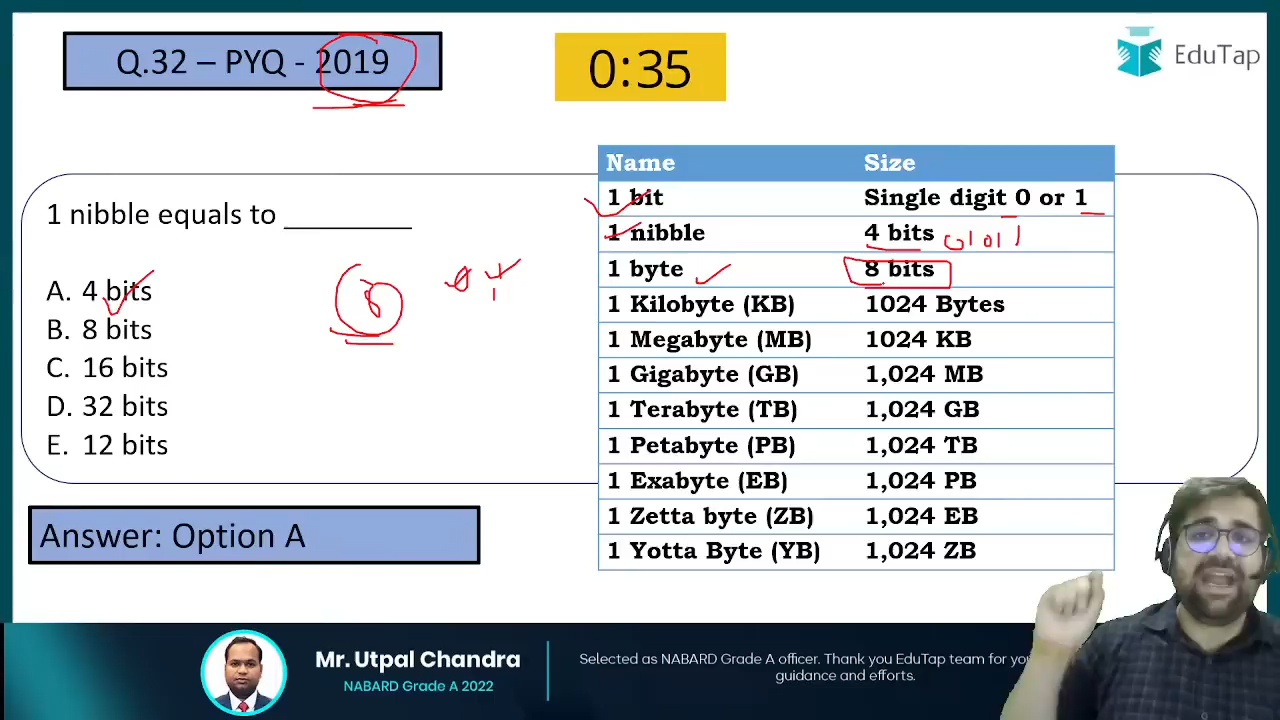 Q.32 – PYQ - 2019
0:35
EduTap
1 nibble equals to _________
A. 4 bits
B. 8 bits
C. 16 bits
D. 32 bits
E. 12 bits
8
Name Size
1 bit Single digit 0 or 1
1 nibble 4 bits 0101
1 byte 8 bits
1 Kilobyte (KB) 1024 Bytes
1 Megabyte (MB) 1024 KB
1 Gigabyte (GB) 1,024 MB
1 Terabyte (TB) 1,024 GB
1 Petabyte (PB) 1,024 TB
1 Exabyte (EB) 1,024 PB
1 Zetta byte (ZB) 1,024 EB
1 Yotta Byte (YB) 1,024 ZB
Answer: Option A
Mr. Utpal Chandra
NABARD Grade A 2022
Selected as NABARD Grade A officer. Thank you EduTap team for
guidance and efforts.